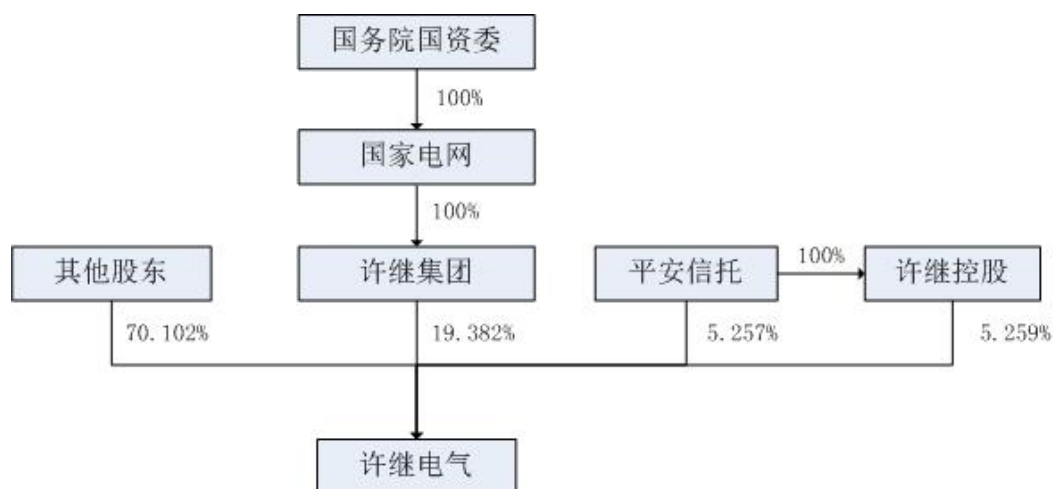 国务院国资委
100%
国家电网
100%
其他股东
许继集团
平安信托
100%
许继控股
70.102%
19.382%
5.257%
5.259%
许继电气